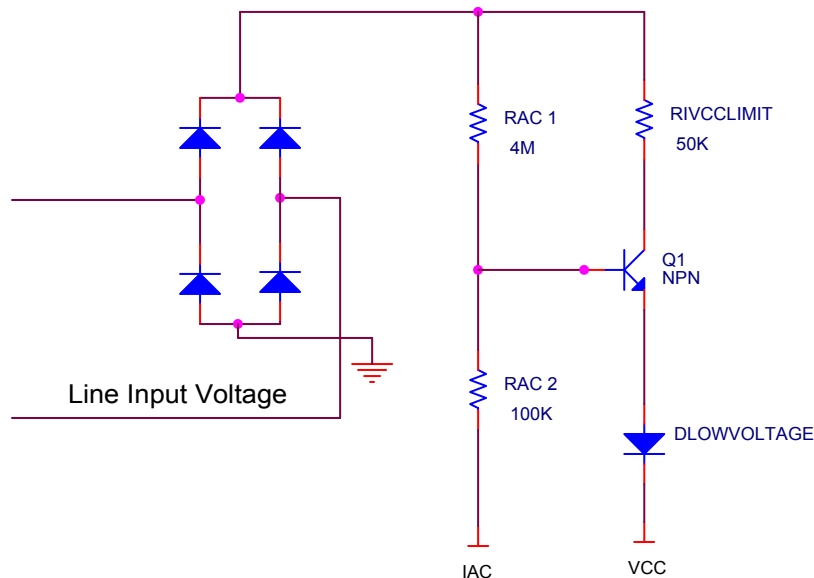 RAC 1
4M
RIVCCLIMIT
50K
Q1
NPN
RAC 2
100K
Line Input Voltage
DLOWVOLTAGE
IAC
VCC